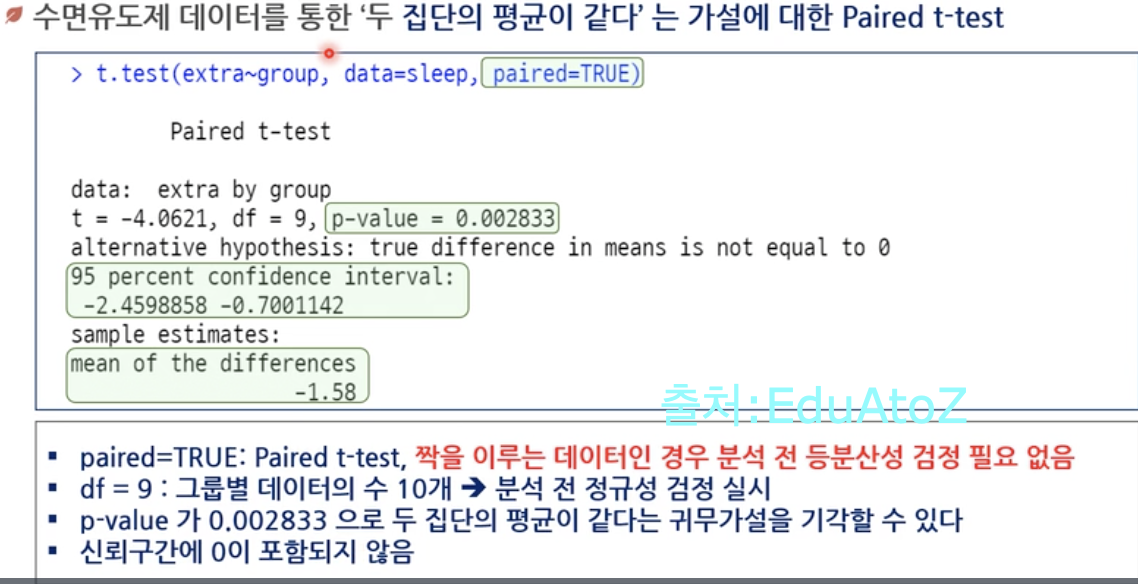 수면유도제 데이터를 통한 ‘두 집단의 평균이 같다’ 는 가설에 대한 Paired t-test
> t.test(extra~group, data=sleep, paired=TRUE)
Paired t-test
data: extra by group
t = -4.0621, df = 9, p-value = 0.002833
alternative hypothesis: true difference in means is not equal to 0
95 percent confidence interval:
-2.4598858 -0.7001142
sample estimates:
mean of the differences
-1.58
출처:EduAtoZ
▪ paired=TRUE: Paired t-test, 짝을 이루는 데이터인 경우 분석 전 등분산성 검정 필요 없음
▪ df = 9 : 그룹별 데이터의 수 10개 ➔ 분석 전 정규성 검정 실시
▪ p-value 가 0.002833 으로 두 집단의 평균이 같다는 귀무가설을 기각할 수 있다
▪ 신뢰구간에 0이 포함되지 않음